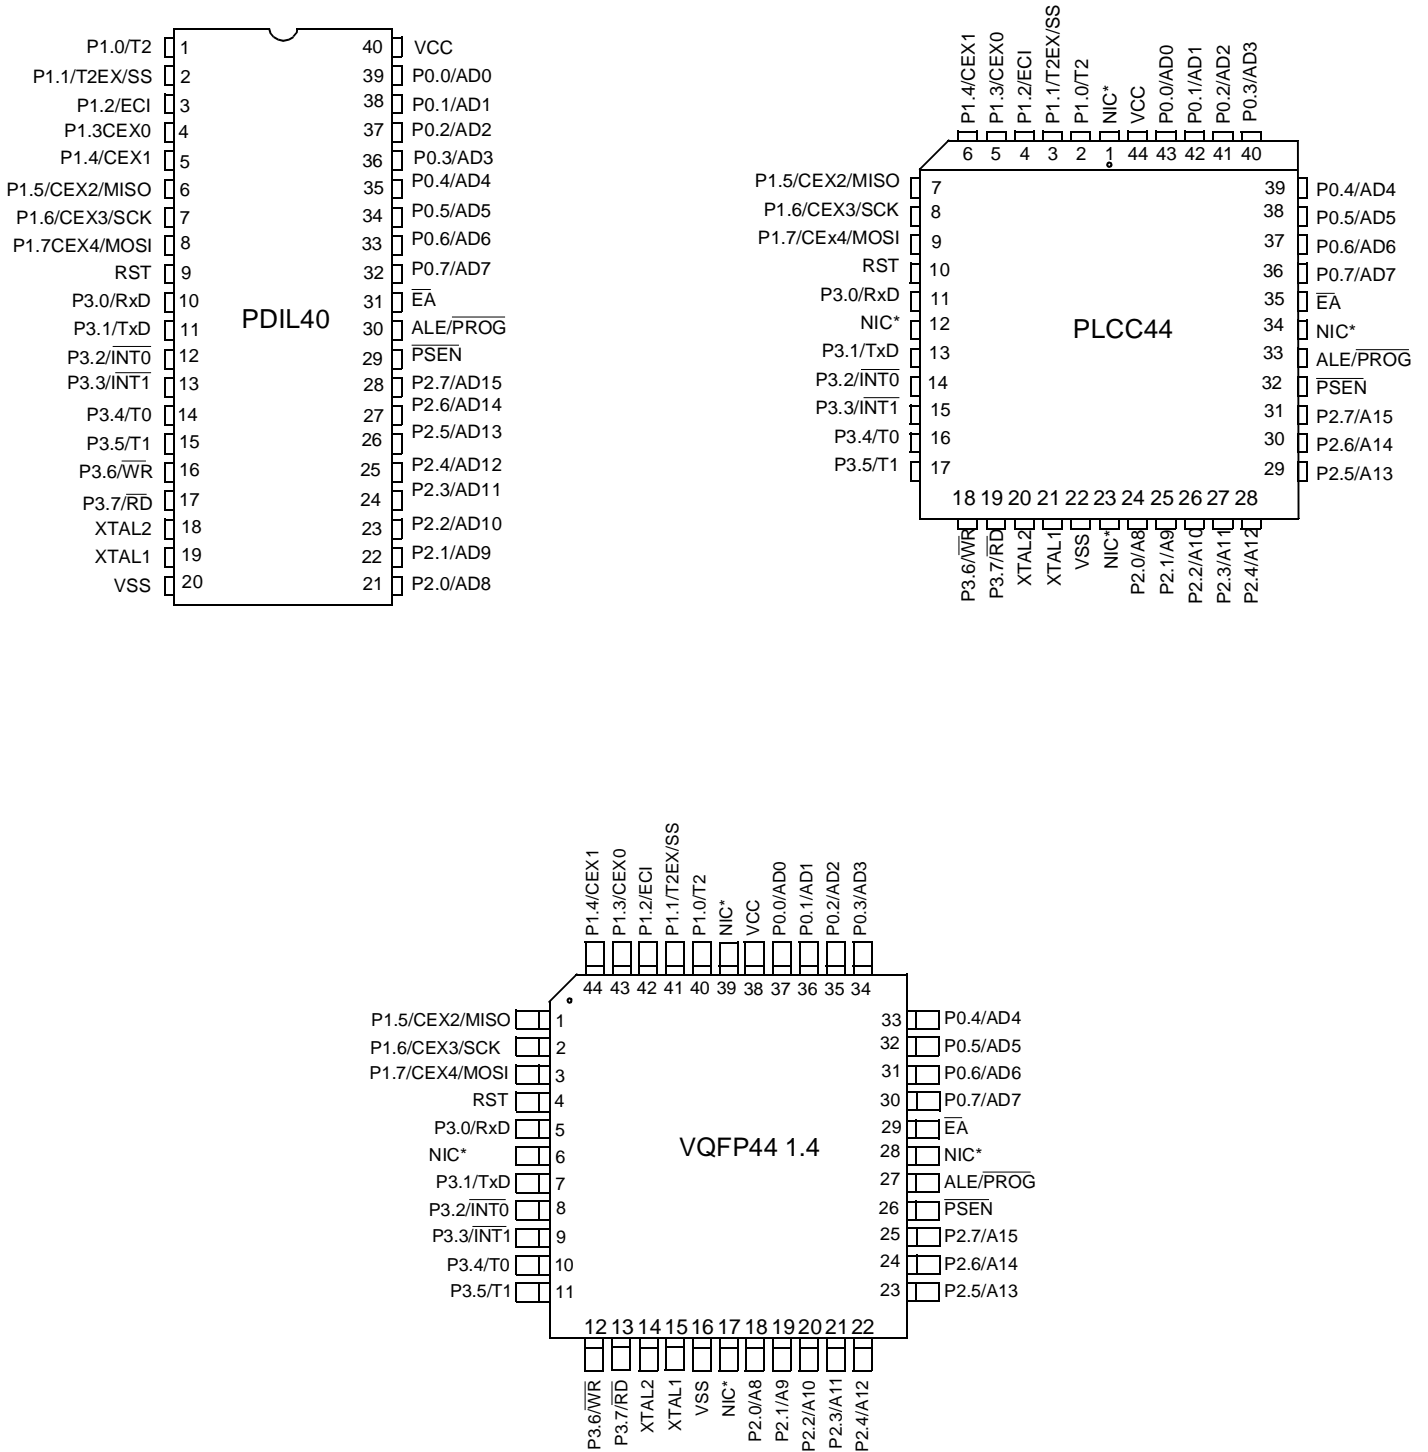 P1.0/T2 1 40 VCC
P1.1/T2EX/SS 2 39 P0.0/AD0
P1.2/ECI 3 38 P0.1/AD1
P1.3CEX0 4 37 P0.2/AD2
P1.4/CEX1 5 36 P0.3/AD3
P1.5/CEX2/MISO 6 35 P0.4/AD4
P1.6/CEX3/SCK 7 34 P0.5/AD5
P1.7CEX4/MOSI 8 33 P0.6/AD6
RST 9 32 P0.7/AD7
P3.0/RxD 10 31 EA
PDIL40
P3.1/TxD 11 30 ALE/PROG
P3.2/INT0 12 29 PSEN
P3.3/INT1 13 28 P2.7/AD15
P3.4/T0 14 27 P2.6/AD14
P3.5/T1 15 26 P2.5/AD13
P3.6/WR 16 25 P2.4/AD12
P3.7/RD 17 24 P2.3/AD11
XTAL2 18 23 P2.2/AD10
XTAL1 19 22 P2.1/AD9
VSS 20 21 P2.0/AD8
P1.4/CEX1
P1.3/CEX0
P1.2/ECI
P1.1/T2EX/SS
P1.0/T2
NIC*
VCC
P0.0/AD0
P0.1/AD1
P0.2/AD2
P0.3/AD3
6 5 4 3 2 1 44 43 42 41 40
P1.5/CEX2/MISO 7 39 P0.4/AD4
P1.6/CEX3/SCK 8 38 P0.5/AD5
P1.7/CEx4/MOSI 9 37 P0.6/AD6
RST 10 36 P0.7/AD7
P3.0/RxD 11 35 EA
NIC* 12 34 NIC*
PLCC44
P3.1/TxD 13 33 ALE/PROG
P3.2/INT0 14 32 PSEN
P3.3/INT1 15 31 P2.7/A15
P3.4/T0 16 30 P2.6/A14
P3.5/T1 17 29 P2.5/A13
18 19 20 21 22 23 24 25 26 27 28
P3.6/WR
P3.7/RD
XTAL2
XTAL1
VSS
NIC*
P2.0/A8
P2.1/A9
P2.2/A10
P2.3/A11
P2.4/A12
P1.4/CEX1
P1.3/CEX0
P1.2/ECI
P1.1/T2EX/SS
P1.0/T2
NIC*
VCC
P0.0/AD0
P0.1/AD1
P0.2/AD2
P0.3/AD3
44 43 42 41 40 39 38 37 36 35 34
P1.5/CEX2/MISO 1 33 P0.4/AD4
P1.6/CEX3/SCK 2 32 P0.5/AD5
P1.7/CEX4/MOSI 3 31 P0.6/AD6
RST 4 30 P0.7/AD7
P3.0/RxD 5 29 EA
VQFP44 1.4
NIC* 6 28 NIC*
P3.1/TxD 7 27 ALE/PROG
P3.2/INT0 8 26 PSEN
P3.3/INT1 9 25 P2.7/A15
P3.4/T0 10 24 P2.6/A14
P3.5/T1 11 23 P2.5/A13
12 13 14 15 16 17 18 19 20 21 22
P3.6/WR
P3.7/RD
XTAL2
XTAL1
VSS
NIC*
P2.0/A8
P2.1/A9
P2.2/A10
P2.3/A11
P2.4/A12